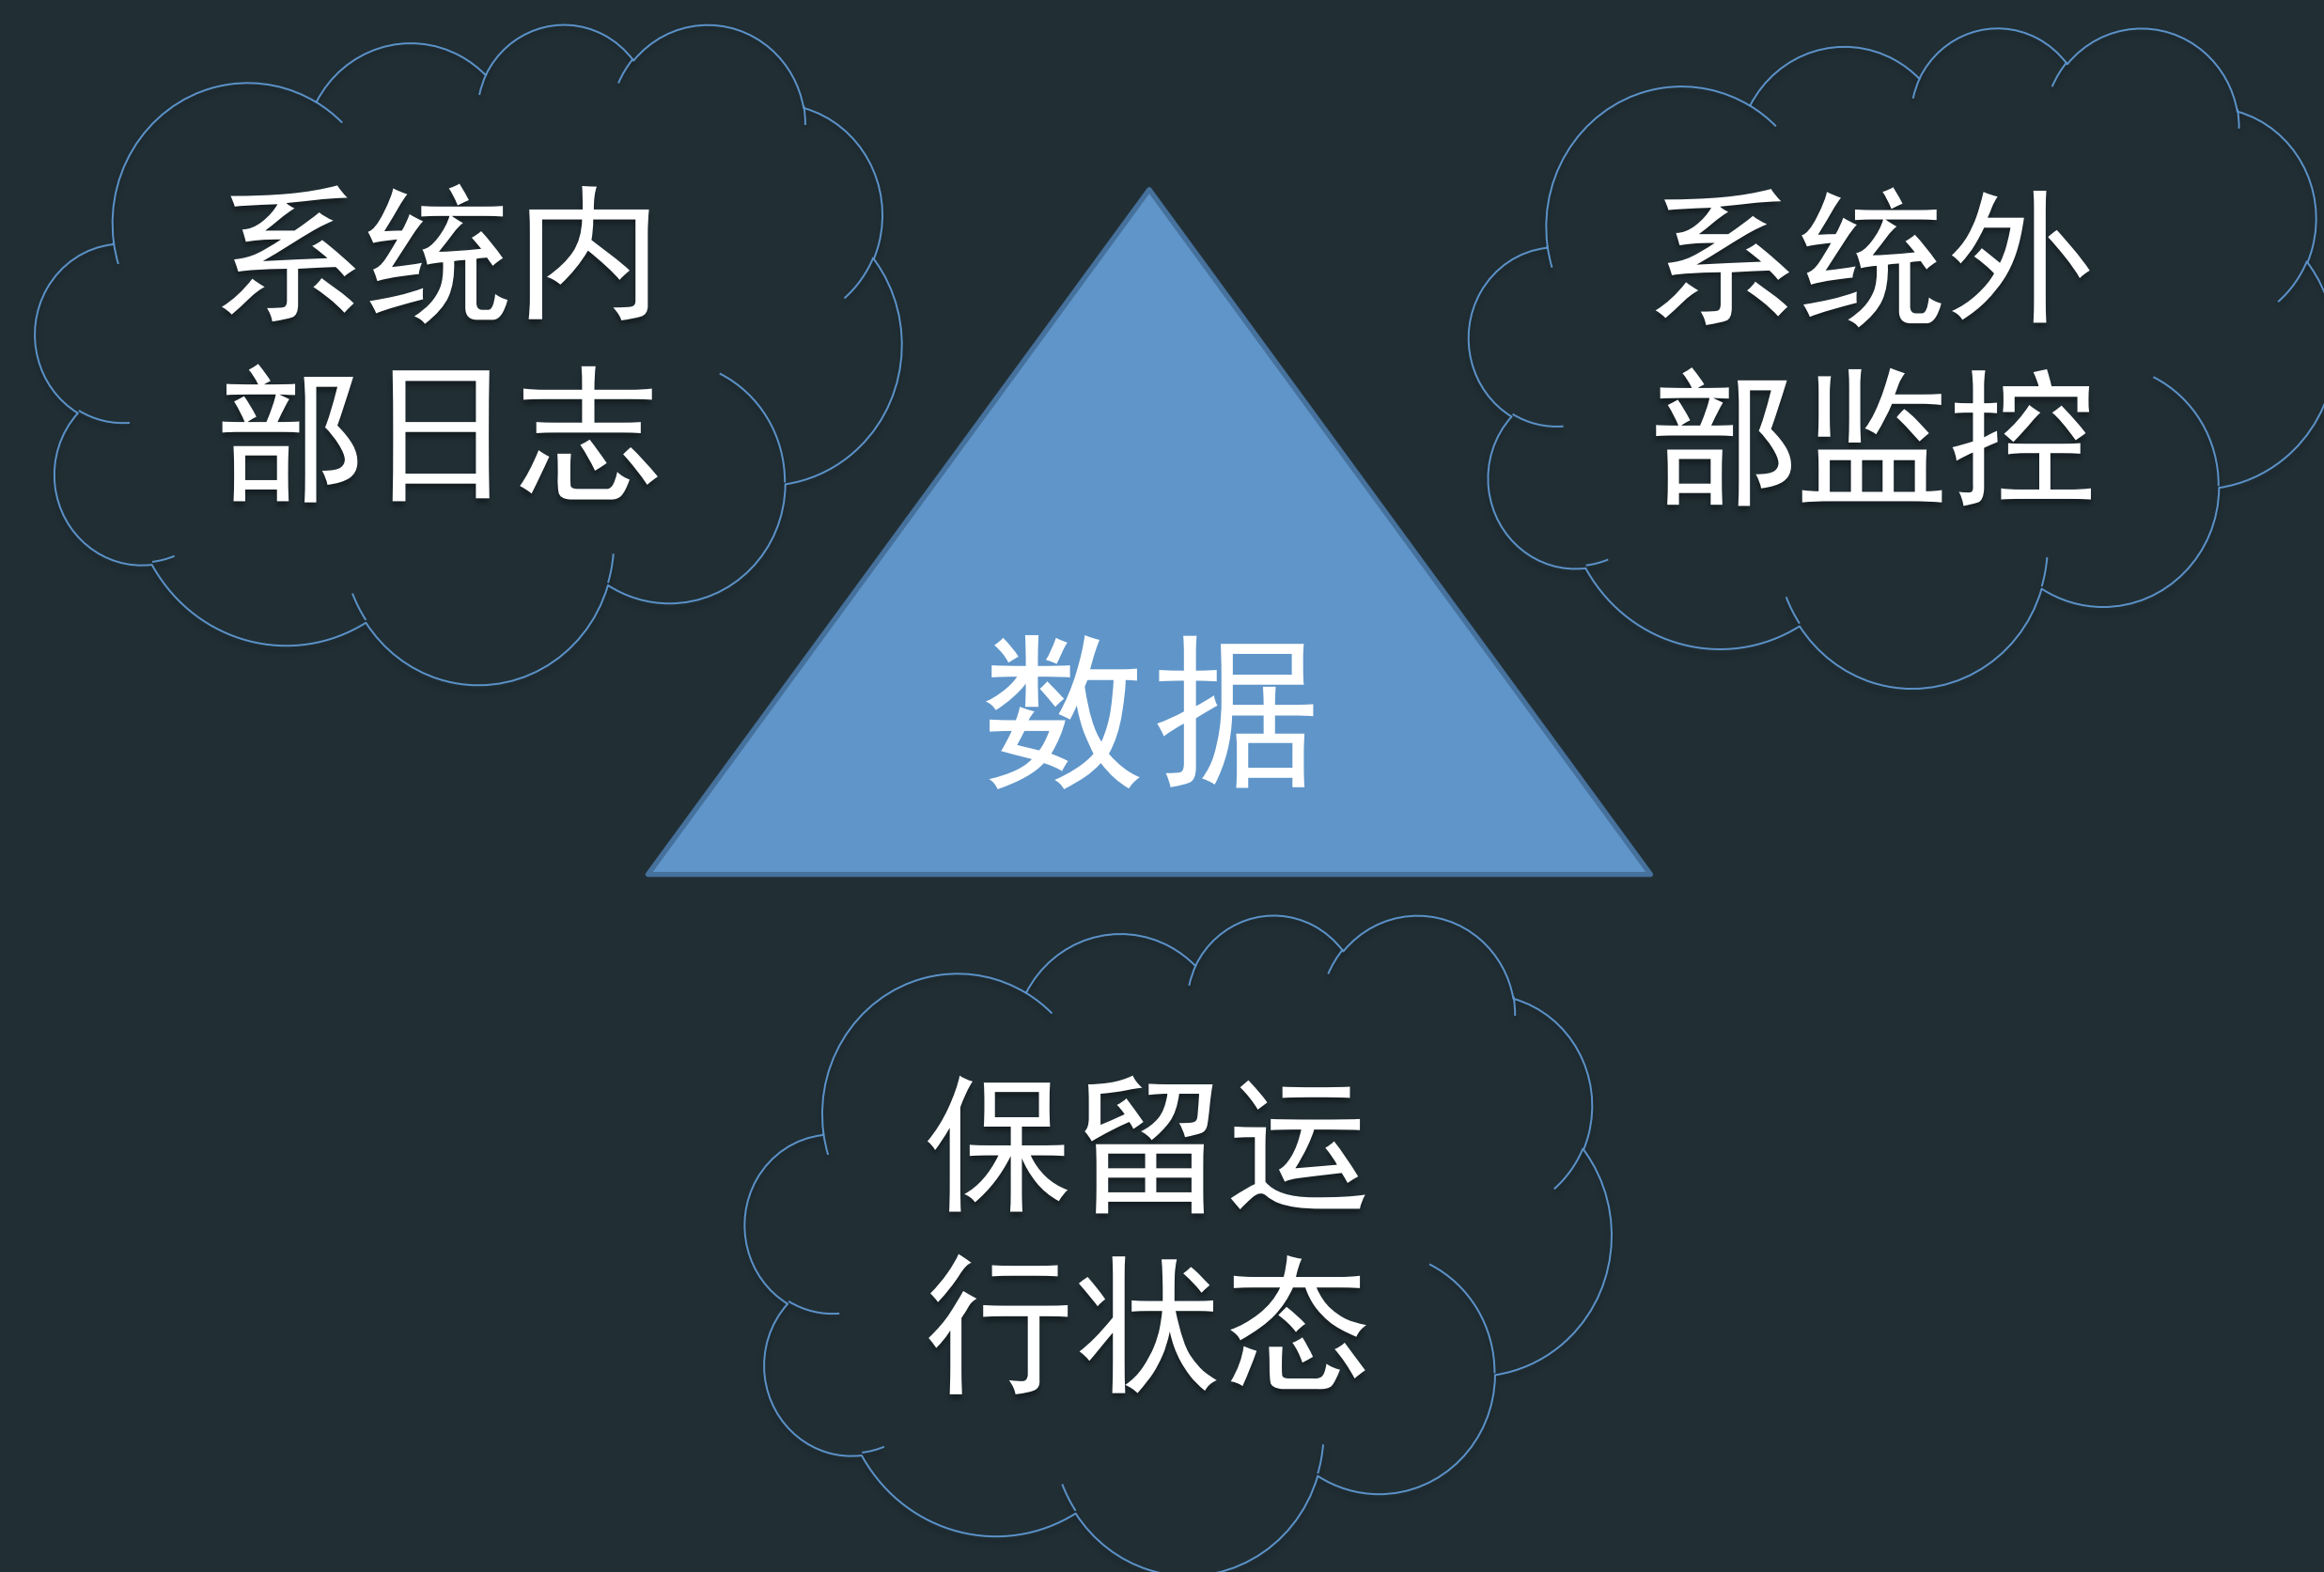 系统内
部日志
系统外
部监控
数据
保留运
行状态